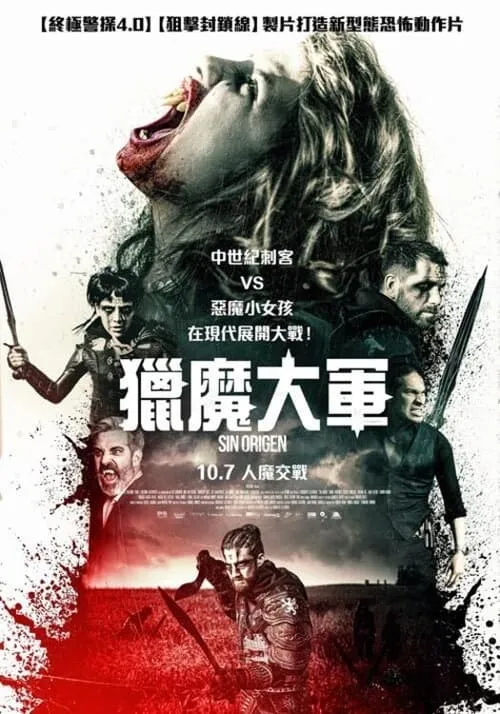 【終極警探4.0】【狙擊封鎖線】製片打造新型態恐怖動作片
中世紀刺客
VS
惡魔小女孩
在現代展開大戰！
獵魔大軍
SIN ORIGEN
10.7 人魔交戰